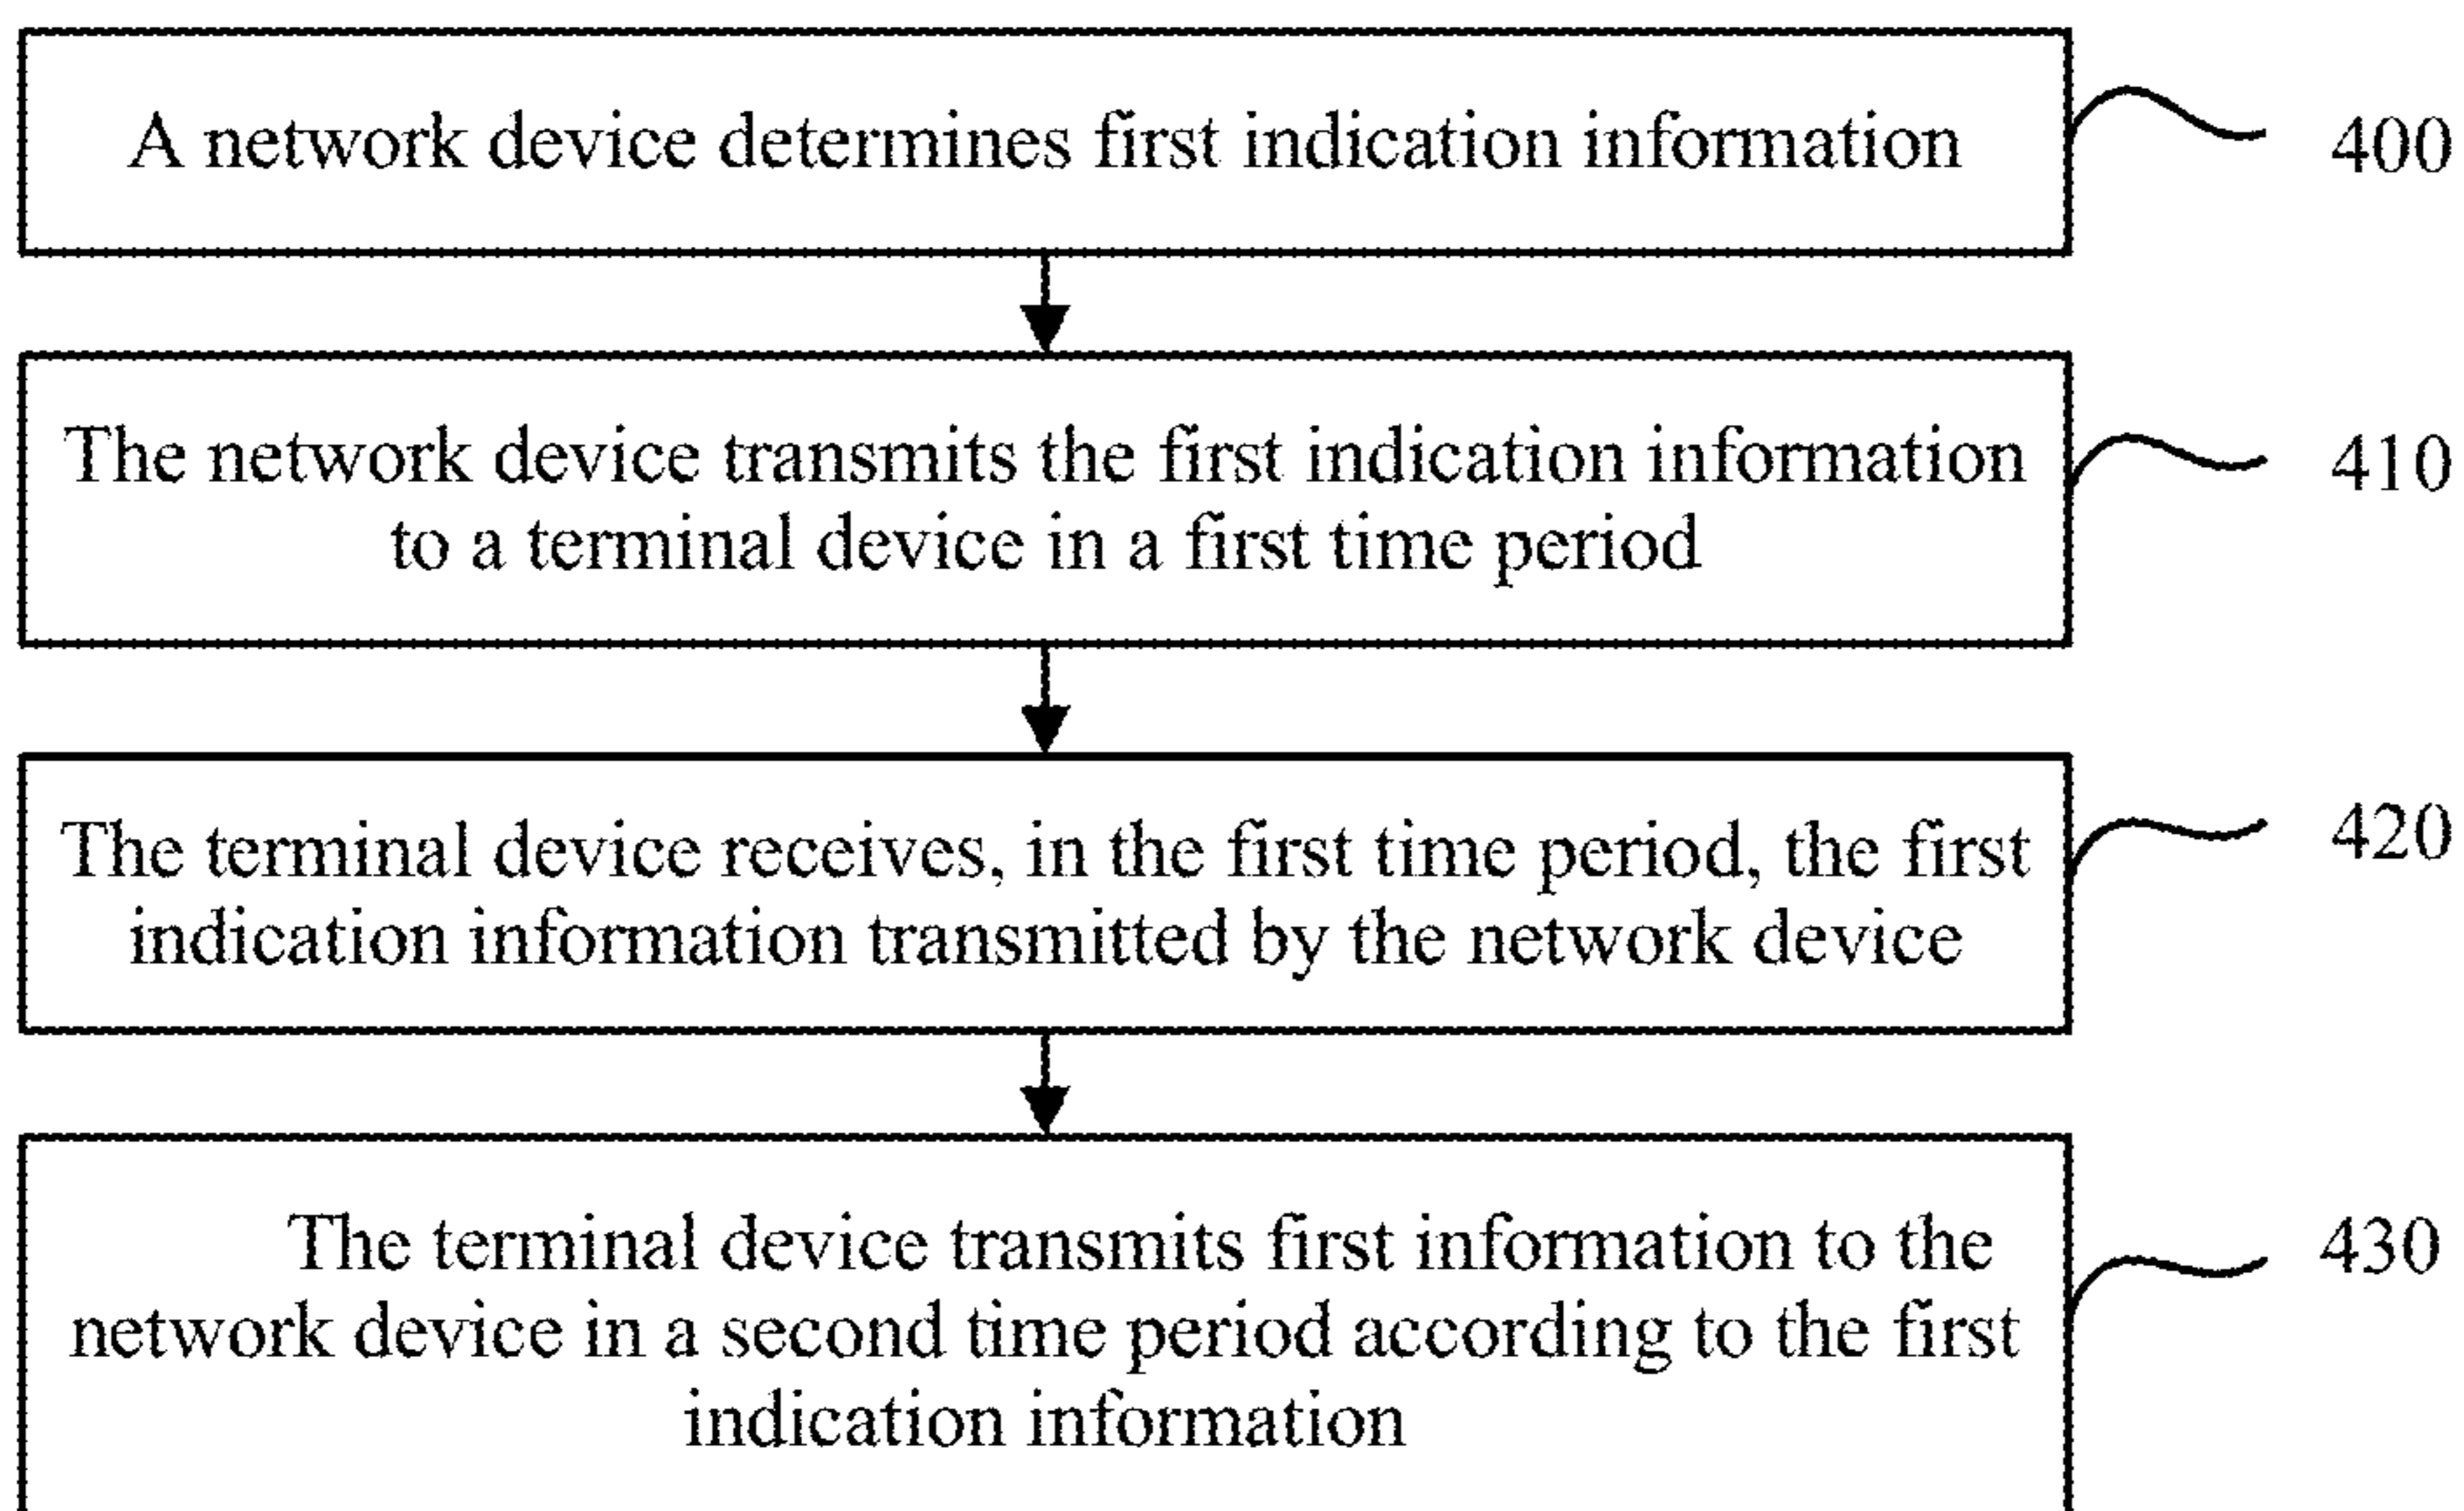 A network device determines first indication information
400
The network device transmits the first indication information
to a terminal device in a first time period
410
The terminal device receives, in the first time period, the first
indication information transmitted by the network device
420
The terminal device transmits first information to the
network device in a second time period according to the first
indication information
430